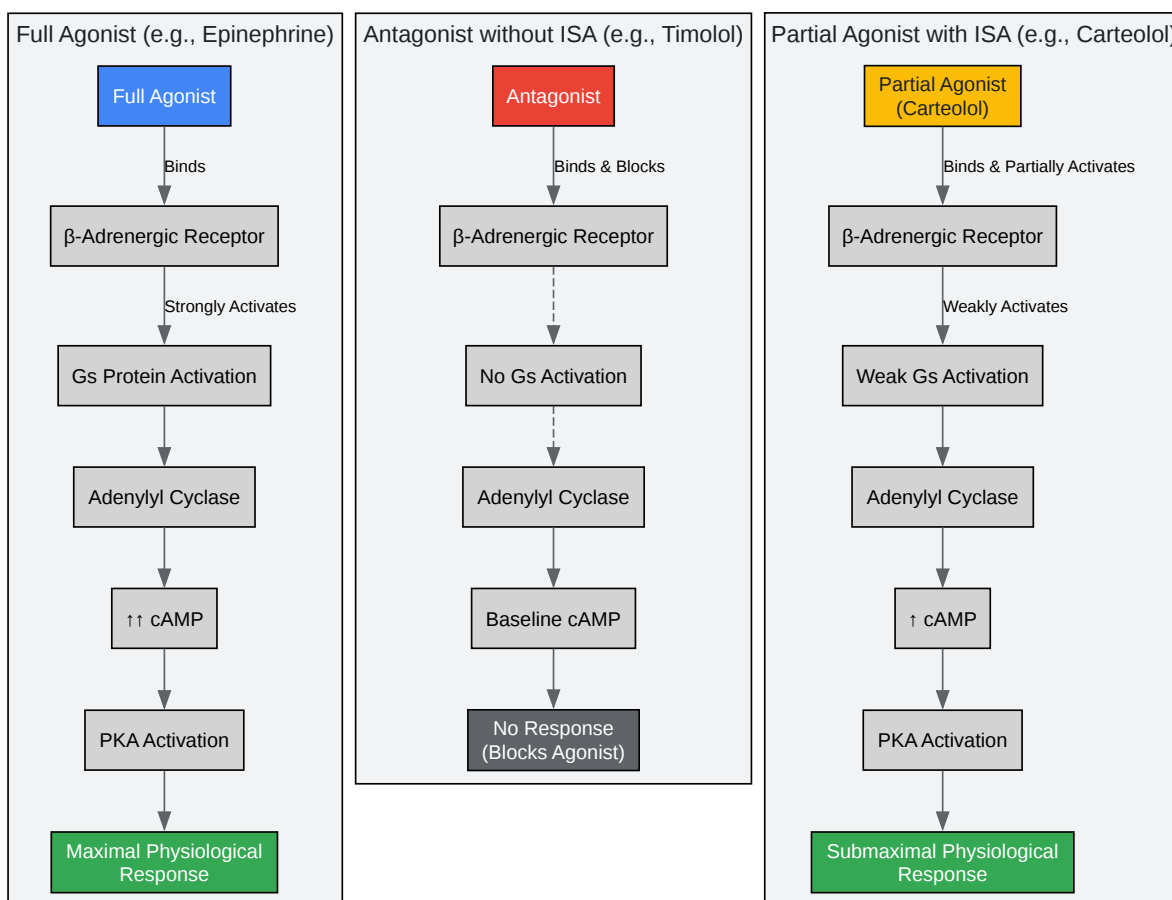 Full Agonist (e.g., Epinephrine)
Full Agonist
Binds
β-Adrenergic Receptor
Strongly Activates
Gs Protein Activation
Adenylyl Cyclase
↑↑ cAMP
PKA Activation
Maximal Physiological
Response
Antagonist without ISA (e.g., Timolol)
Antagonist
Binds & Blocks
β-Adrenergic Receptor
No Gs Activation
Adenylyl Cyclase
Baseline cAMP
No Response
(Blocks Agonist)
Partial Agonist with ISA (e.g., Carteolol)
Partial Agonist
(Carteolol)
Binds & Partially Activates
β-Adrenergic Receptor
Weakly Activates
Weak Gs Activation
Adenylyl Cyclase
↑ cAMP
PKA Activation
Submaximal Physiological
Response